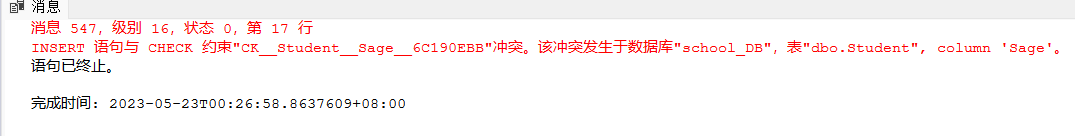 消息
消息 547，级别 16，状态 0，第 17 行
INSERT 语句与 CHECK 约束"CK__Student__Sage__6C190EBB"冲突。该冲突发生于数据库"school_DB"，表"dbo.Student", column 'Sage'。
语句已终止。
完成时间: 2023-05-23T00:26:58.8637609+08:00